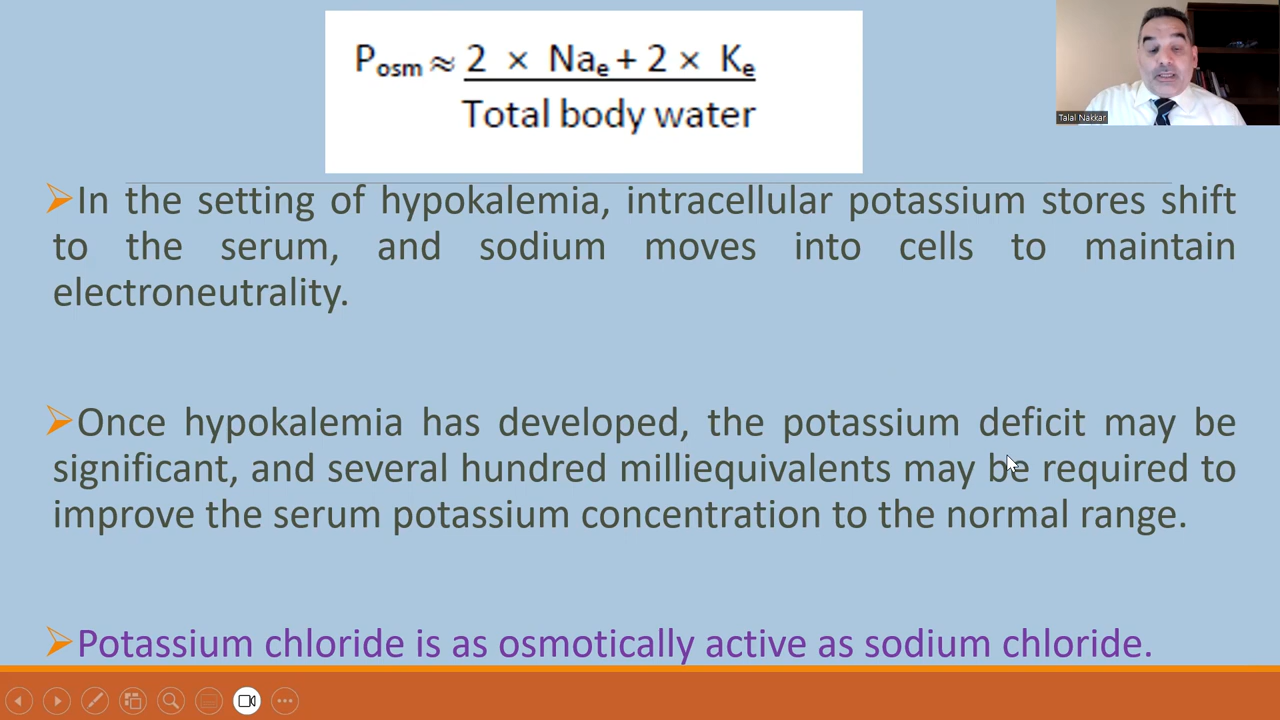 Posm ≈ 2 × Nae + 2 × Ke
Total body water
Talal Nakkar
In the setting of hypokalemia, intracellular potassium stores shift
to the serum, and sodium moves into cells to maintain
electroneutrality.
Once hypokalemia has developed, the potassium deficit may be
significant, and several hundred milliequivalents may be required to
improve the serum potassium concentration to the normal range.
Potassium chloride is as osmotically active as sodium chloride.